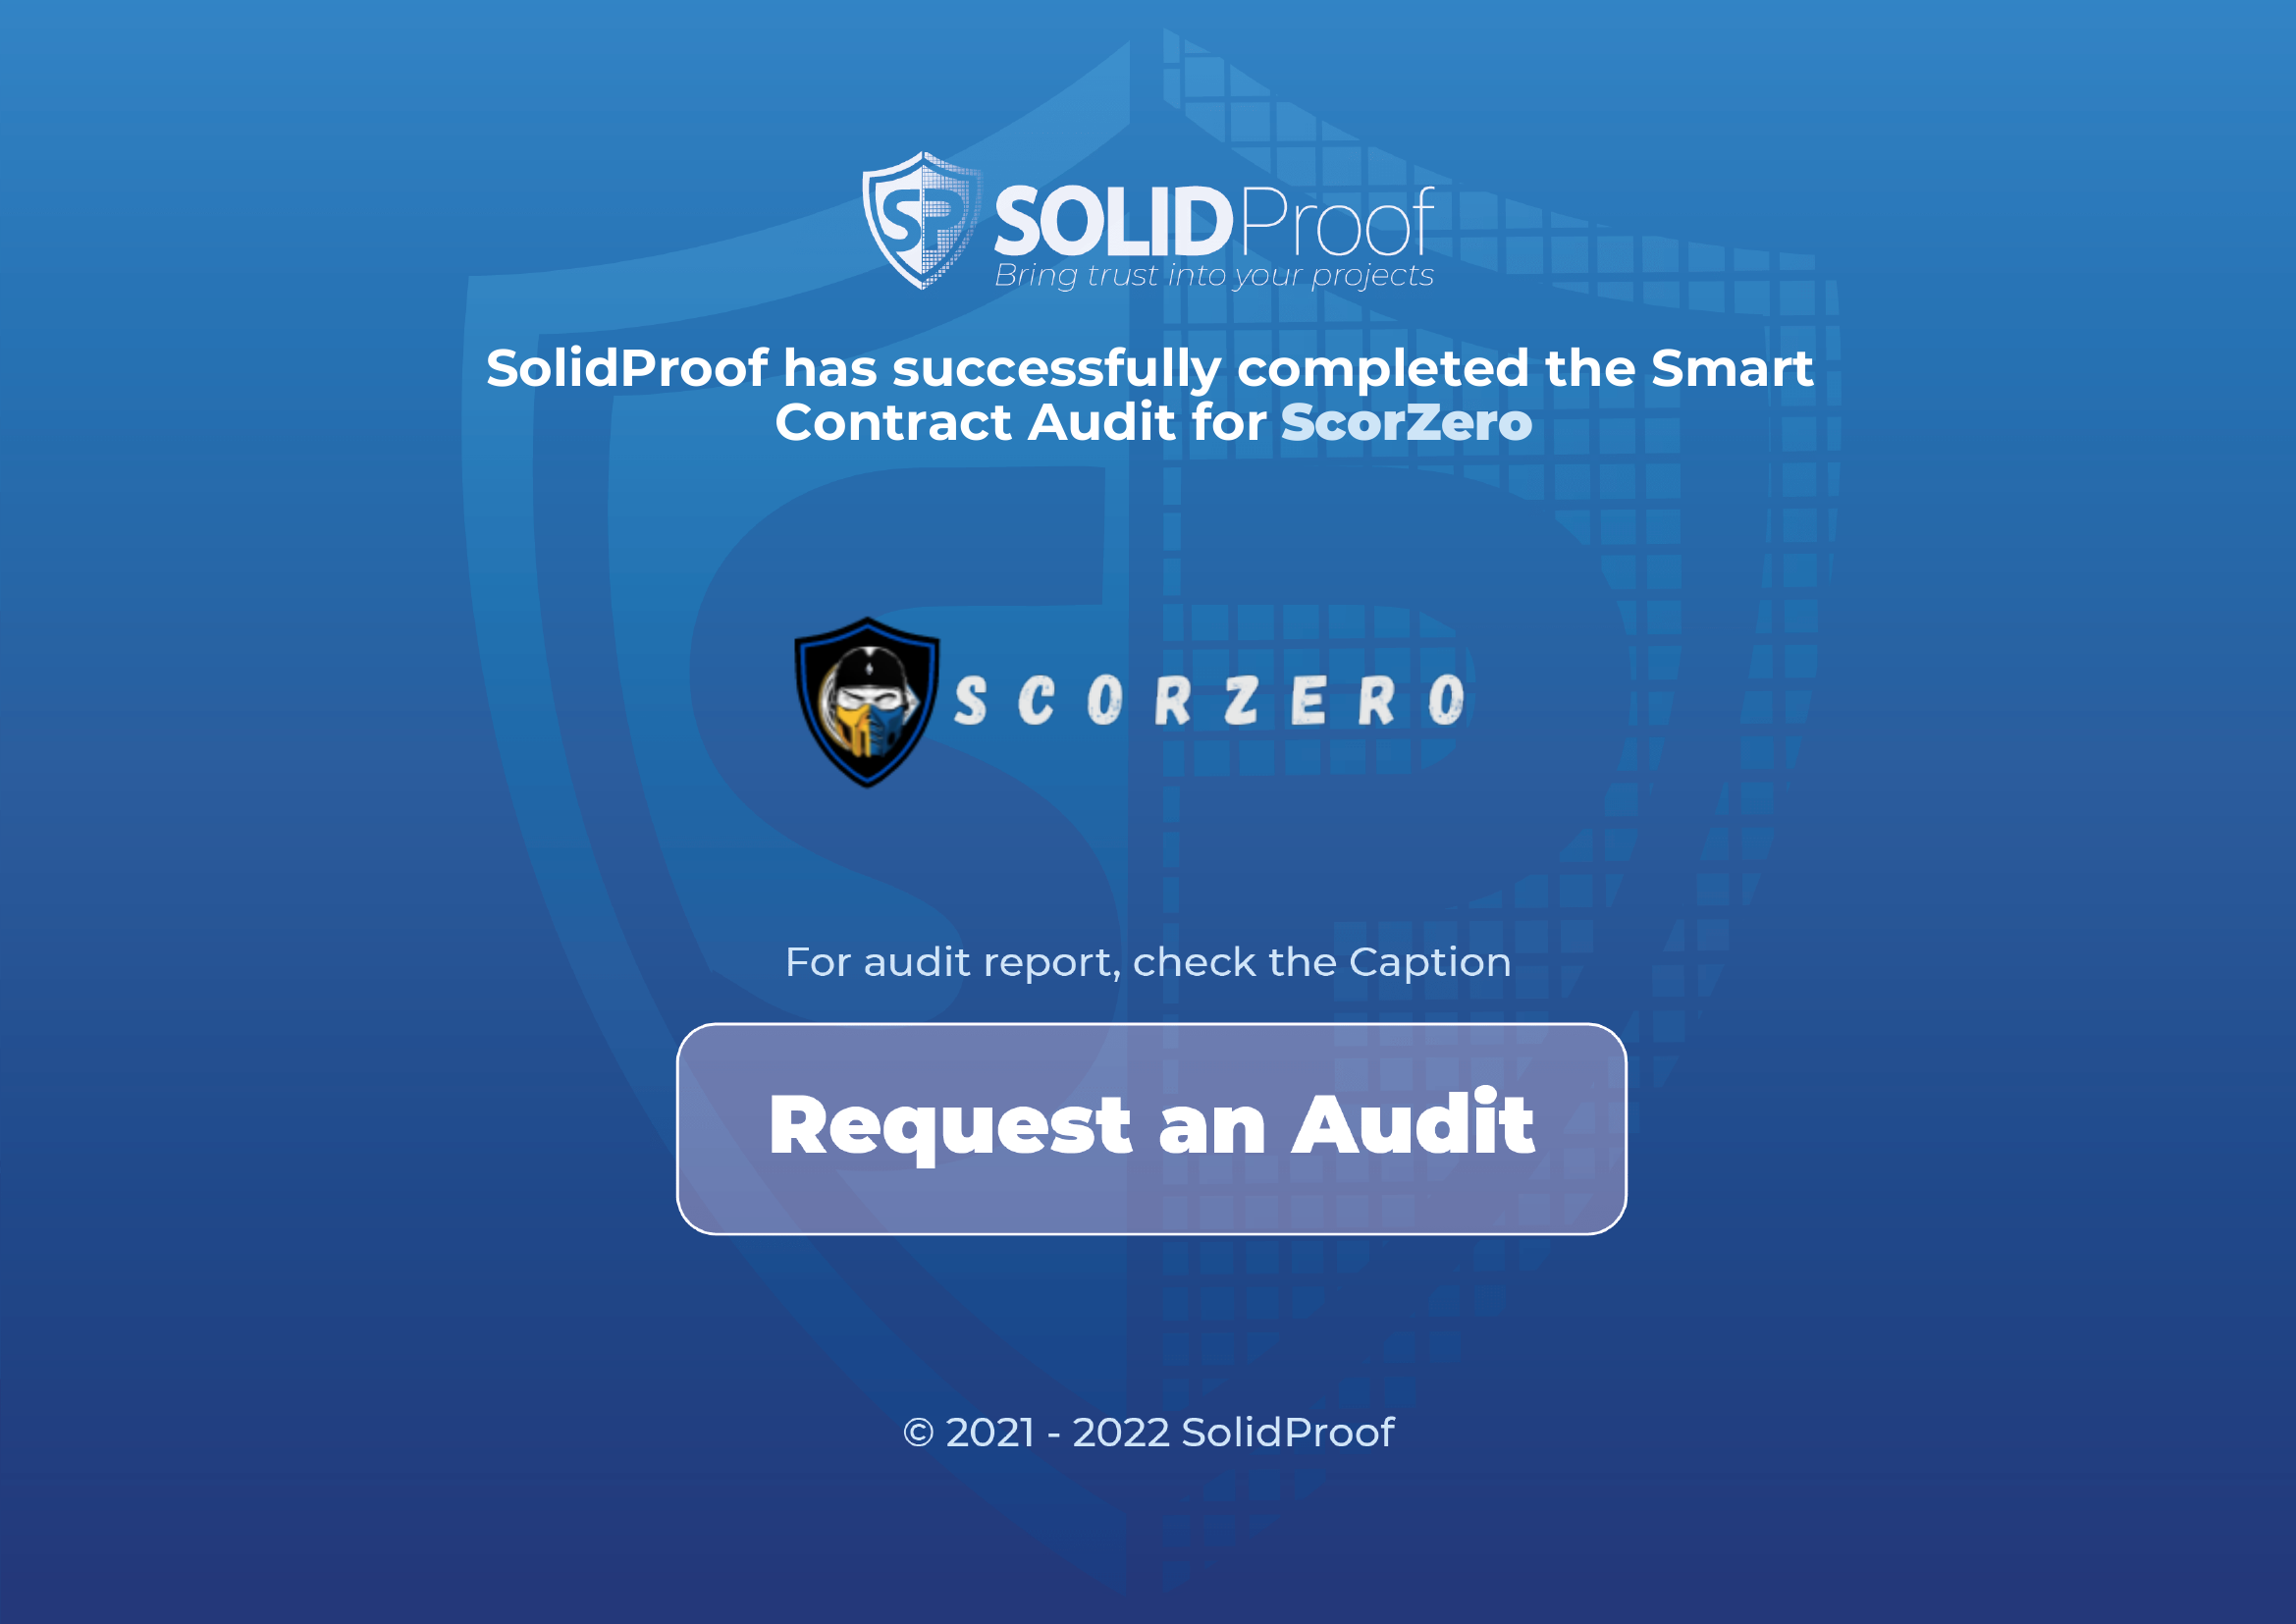 SP SOLIDProof
Bring trust into your projects
SolidProof has successfully completed the Smart
Contract Audit for ScorZero
SCORZERO
For audit report, check the Caption
Request an Audit
© 2021 - 2022 SolidProof